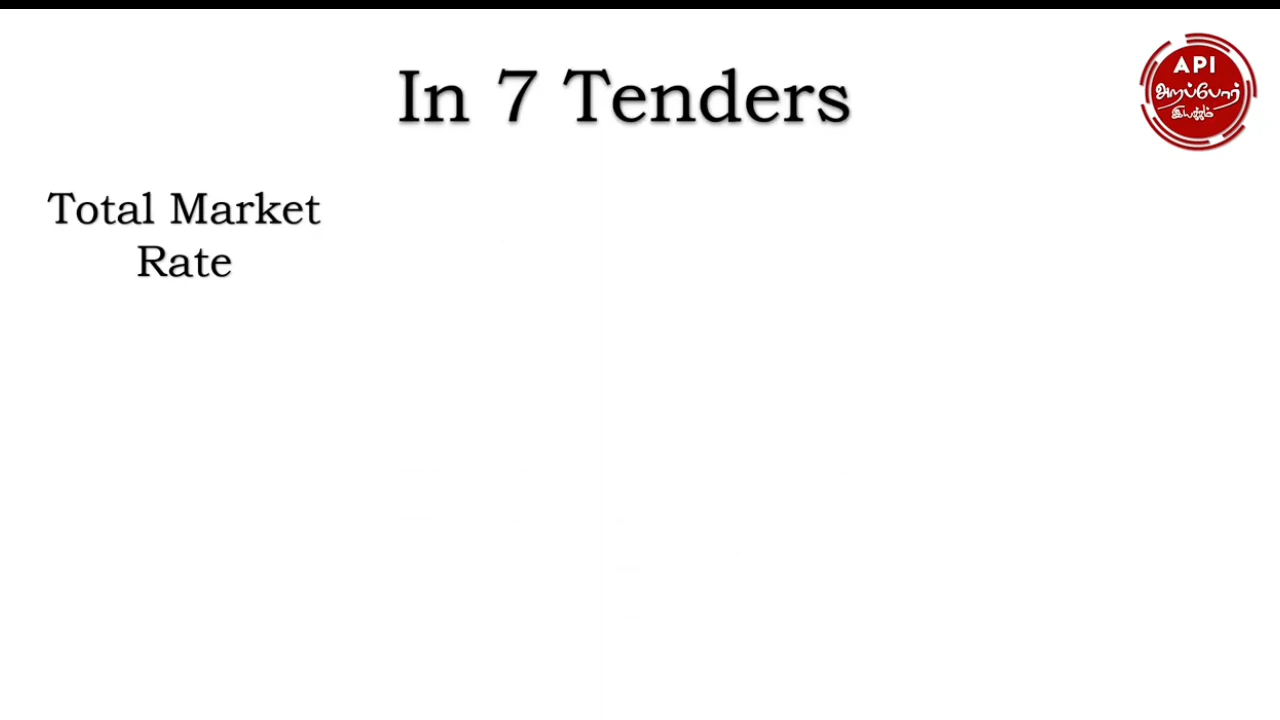 In 7 Tenders
API
அறப்போர்
இயக்கம்
Total Market
Rate